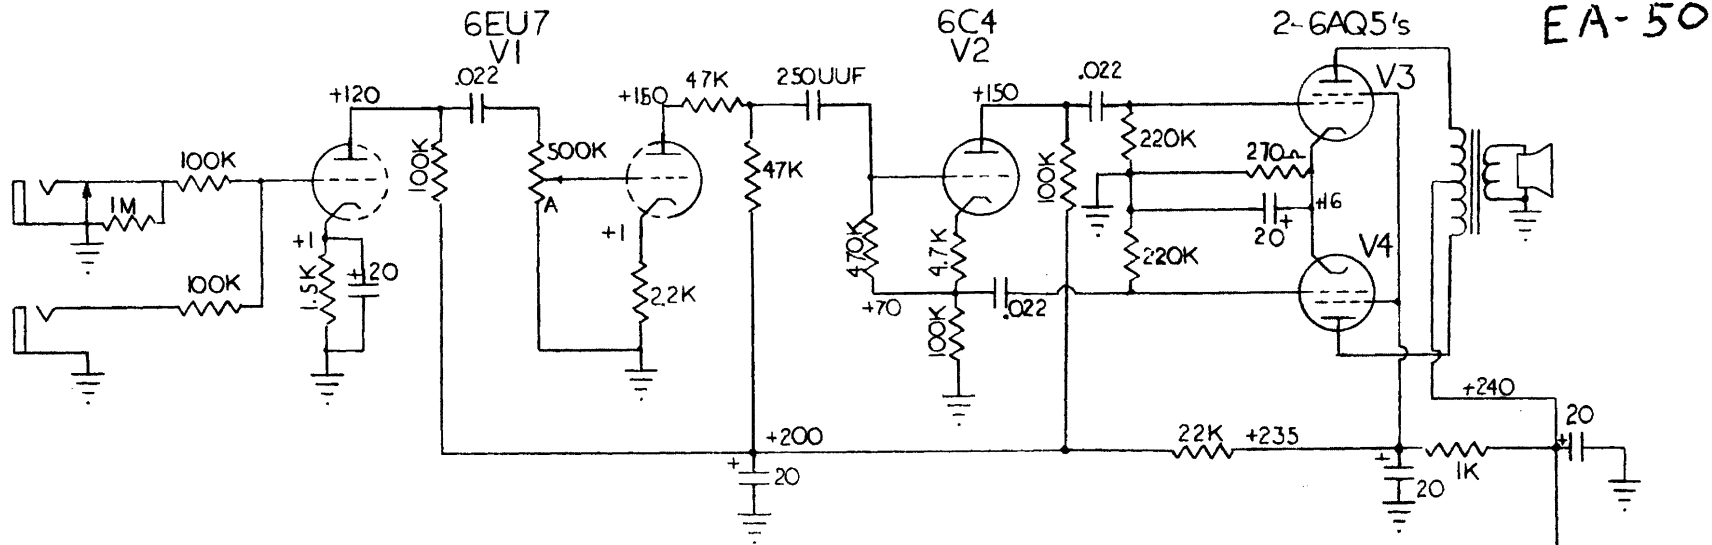 6EU7
V1
6C4
V2
2-6AQ5's
EA-50
+120
.022
+150
47K
250UUF
+150
.022
V3
100K
100K
500K
A
47K
100K
220K
270Ω
1M
+1
+20
1.5K
+1
2.2K
470K
4.7K
+16
20+
V4
220K
100K
+70
.022
100K
+240
20
+
+200
22K
+235
+
20
+
20
1K